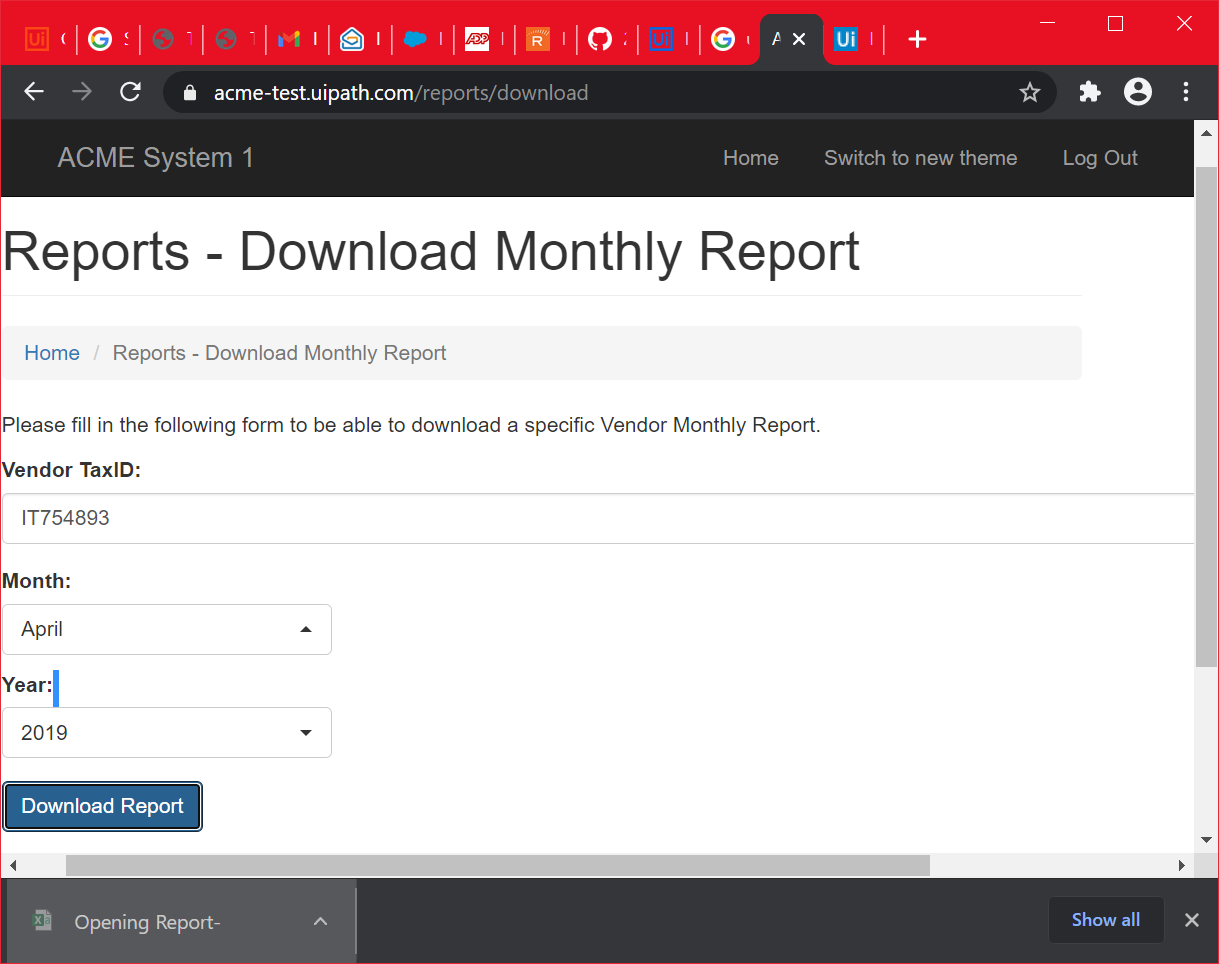 acme-test.uipath.com/reports/download
ACME System 1
Home
Switch to new theme
Log Out
Reports - Download Monthly Report
Home / Reports - Download Monthly Report
Please fill in the following form to be able to download a specific Vendor Monthly Report.
Vendor TaxID:
IT754893
Month:
April
Year:
2019
Download Report
Opening Report-
Show all